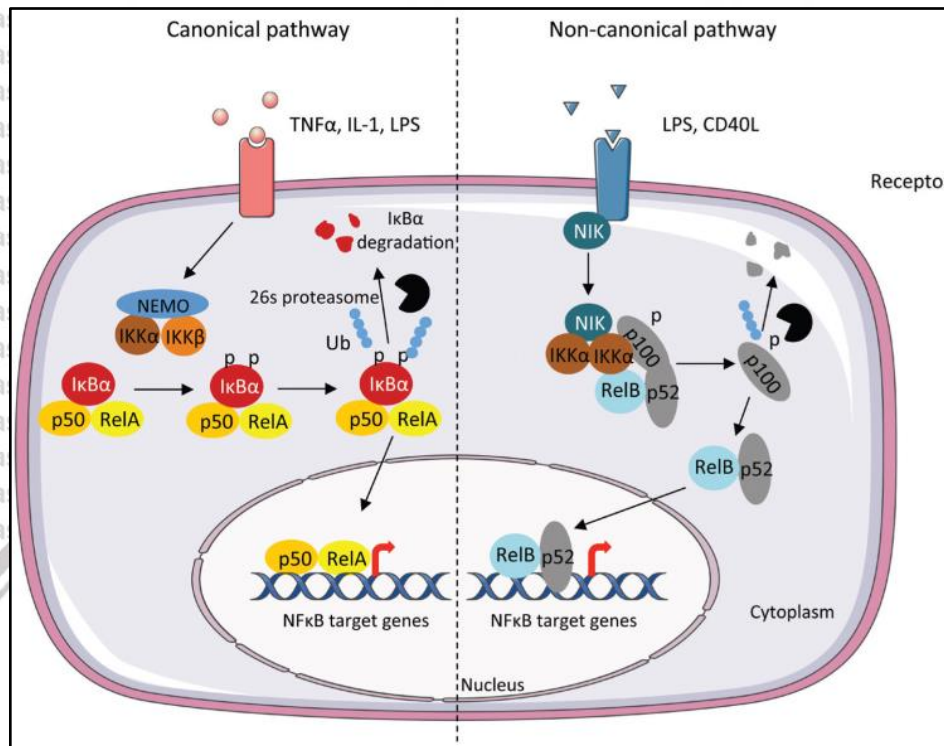 Canonical pathway
Non-canonical pathway
TNFα, IL-1, LPS
LPS, CD40L
Recepto
IκBα
degradation
NIK
26s proteasome
NEMO
IKKα IKKβ
Ub
p p
p p
IκBα
IκBα
IκBα
p50 RelA
p50 RelA
p50 RelA
NIK
p
IKKα IKKα
p100
RelB p52
p
p100
RelB p52
p50 RelA
RelB p52
NFκB target genes
NFκB target genes
Cytoplasm
Nucleus